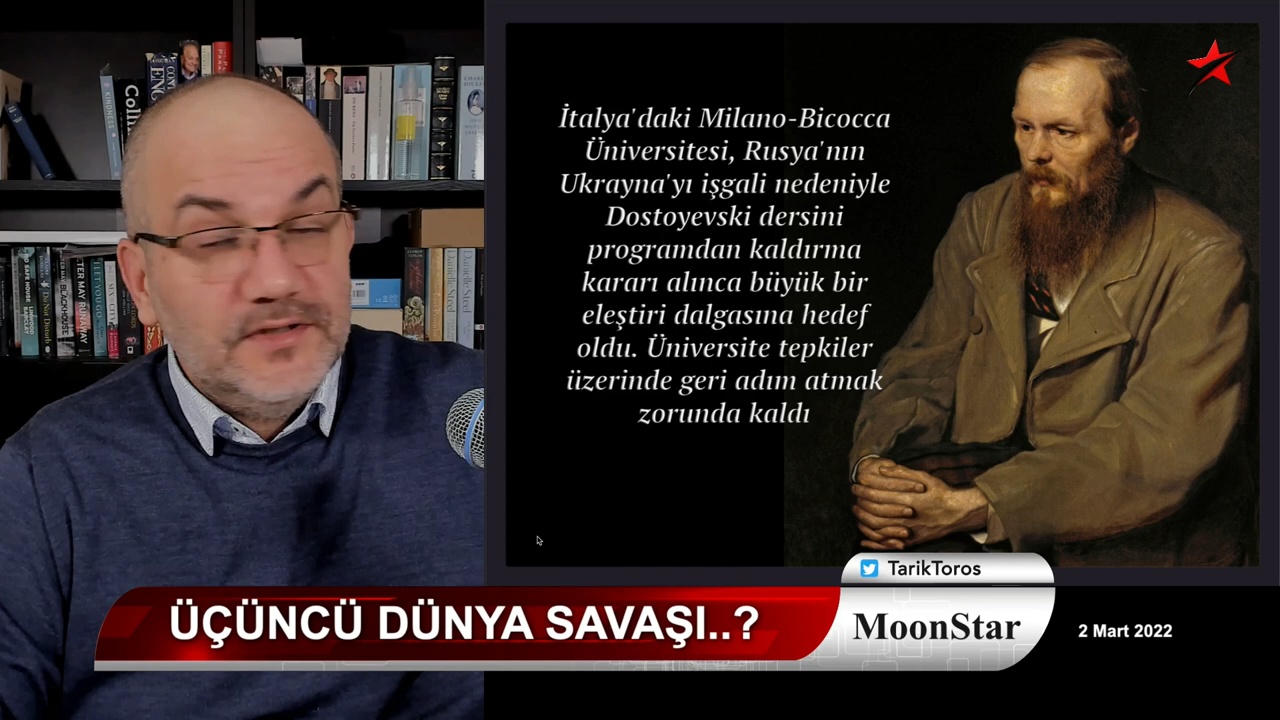 İtalya'daki Milano-Bicocca
Üniversitesi, Rusya'nın
Ukrayna'yı işgali nedeniyle
Dostoyevski dersini
programdan kaldırma
kararı alınca büyük bir
eleştiri dalgasına hedef
oldu. Üniversite tepkiler
üzerinde geri adım atmak
zorunda kaldı
TarikToros
ÜÇÜNCÜ DÜNYA SAVAŞI..?
MoonStar
2 Mart 2022